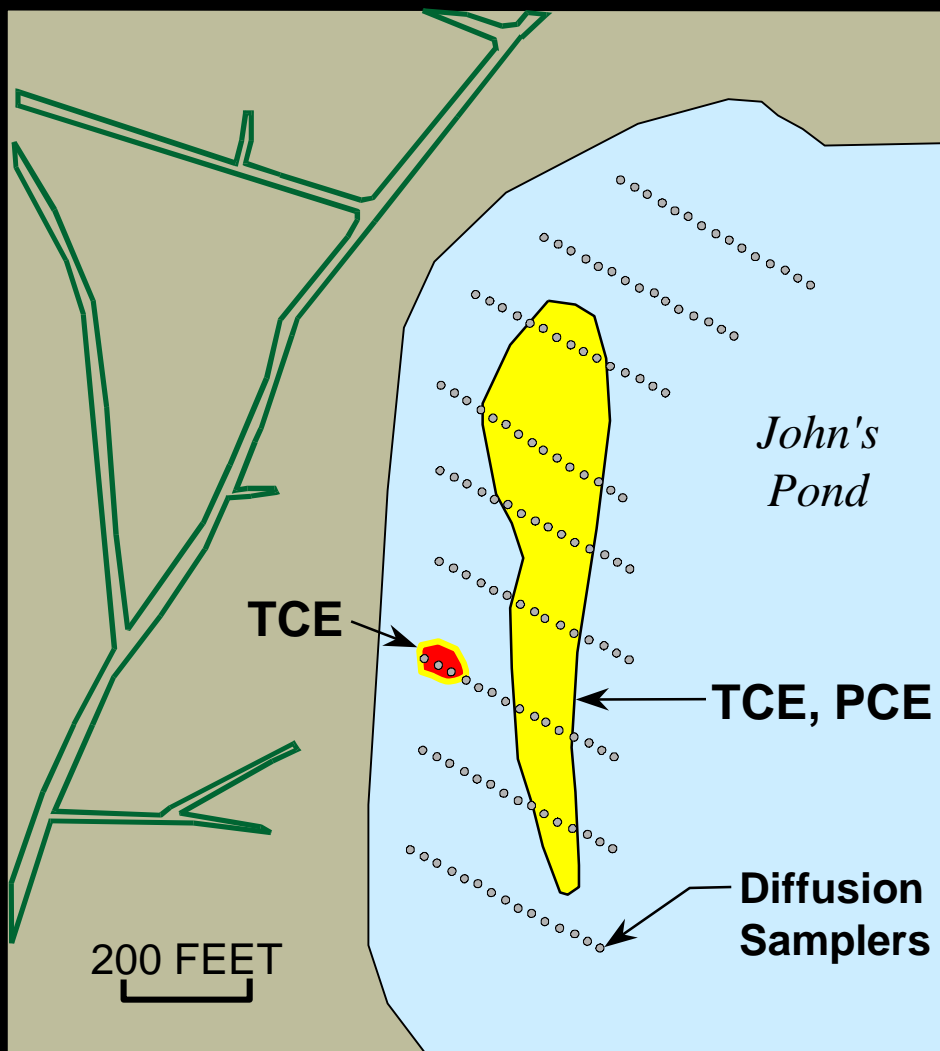 John's
Pond
TCE
TCE, PCE
Diffusion
Samplers
200 FEET